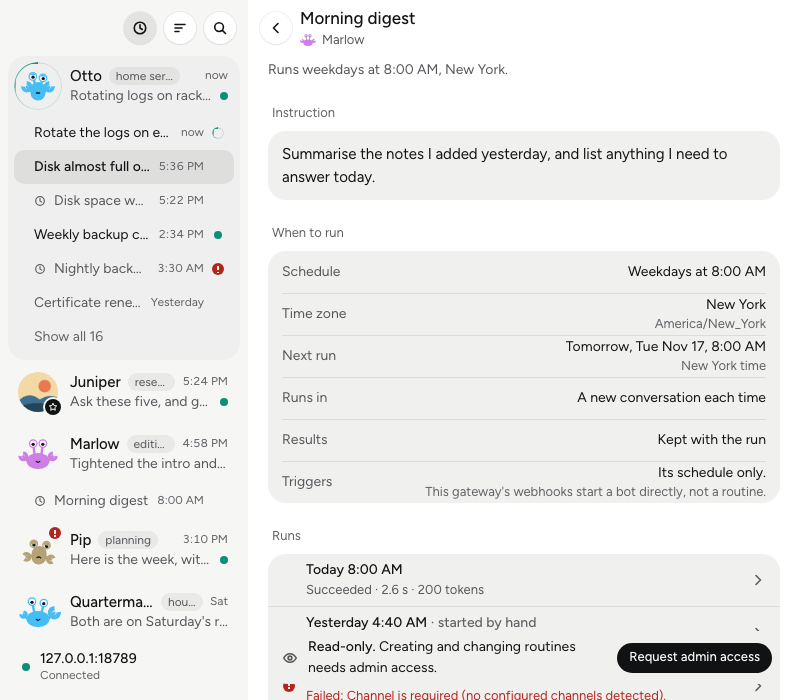 Otto home ser... now
Rotating logs on rack...
Rotate the logs on e... now
Disk almost full o... 5:36 PM
Disk space w... 5:22 PM
Weekly backup c... 2:34 PM
Nightly back... 3:30 AM
Certificate rene... Yesterday
Show all 16
Juniper rese... 5:24 PM
Ask these five, and g...
Marlow editi... 4:58 PM
Tightened the intro and...
Morning digest 8:00 AM
Pip planning 3:10 PM
Here is the week, wit...
Quarterma... hou... Sat
Both are on Saturday's r...
127.0.0.1:18789
Connected
Morning digest
Marlow
Runs weekdays at 8:00 AM, New York.
Instruction
Summarise the notes I added yesterday, and list anything I need to
answer today.
When to run
Schedule Weekdays at 8:00 AM
Time zone New York
America/New_York
Next run Tomorrow, Tue Nov 17, 8:00 AM
New York time
Runs in A new conversation each time
Results Kept with the run
Triggers Its schedule only.
This gateway's webhooks start a bot directly, not a routine.
Runs
Today 8:00 AM
Succeeded · 2.6 s · 200 tokens
Yesterday 4:40 AM · started by hand
Read-only. Creating and changing routines
needs admin access.
Request admin access
Failed: Channel is required (no configured channels detected).